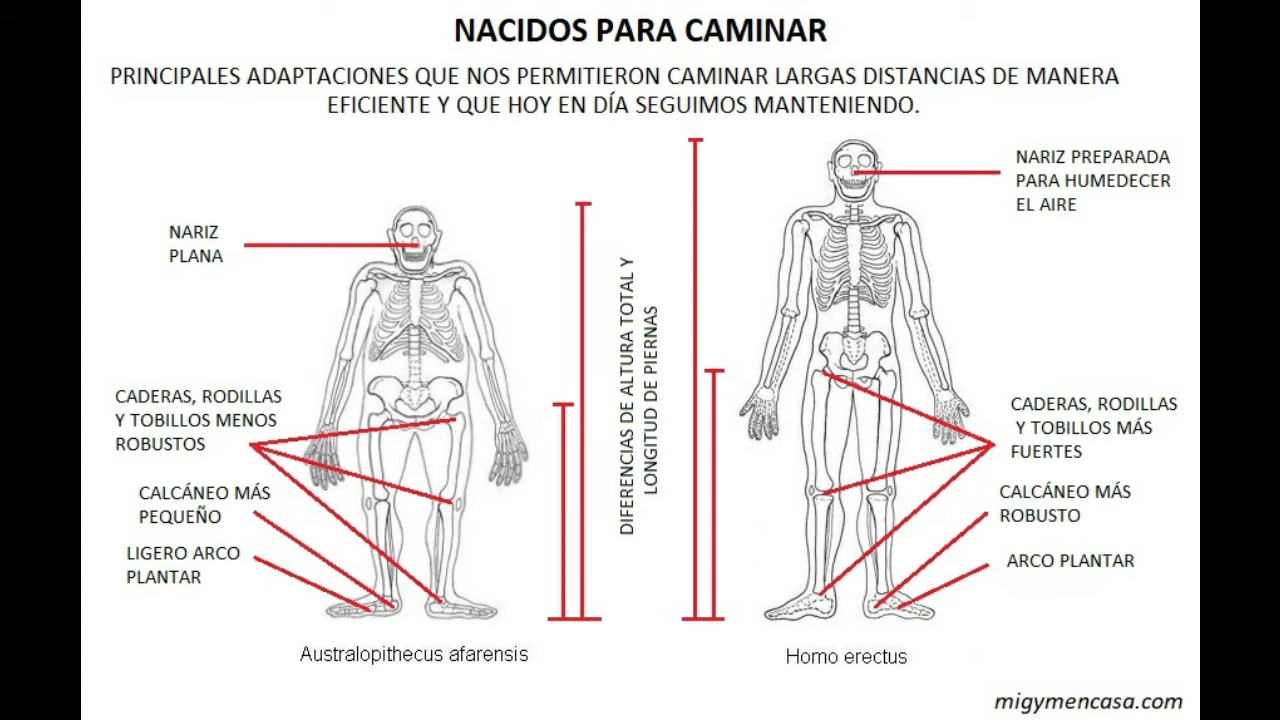 NACIDOS PARA CAMINAR
PRINCIPALES ADAPTACIONES QUE NOS PERMITIERON CAMINAR LARGAS DISTANCIAS DE MANERA
EFICIENTE Y QUE HOY EN DÍA SEGUIMOS MANTENIENDO.
NARIZ
PLANA
CADERAS, RODILLAS
Y TOBILLOS MENOS
ROBUSTOS
CALCÁNEO MÁS
PEQUEÑO
LIGERO ARCO
PLANTAR
Australopithecus afarensis
DIFERENCIAS DE ALTURA TOTAL Y
LONGITUD DE PIERNAS
NARIZ PREPARADA
PARA HUMEDECER
EL AIRE
CADERAS, RODILLAS
Y TOBILLOS MÁS
FUERTES
CALCÁNEO MÁS
ROBUSTO
ARCO PLANTAR
Homo erectus
migymencasa.com